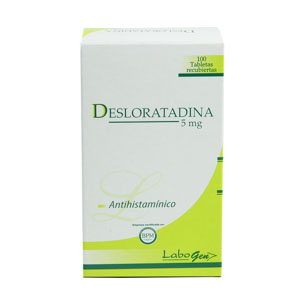 100
Tabletas
recubiertas
DESLORATADINA
5 mg
Antihistamínico
BPM
LaboGen